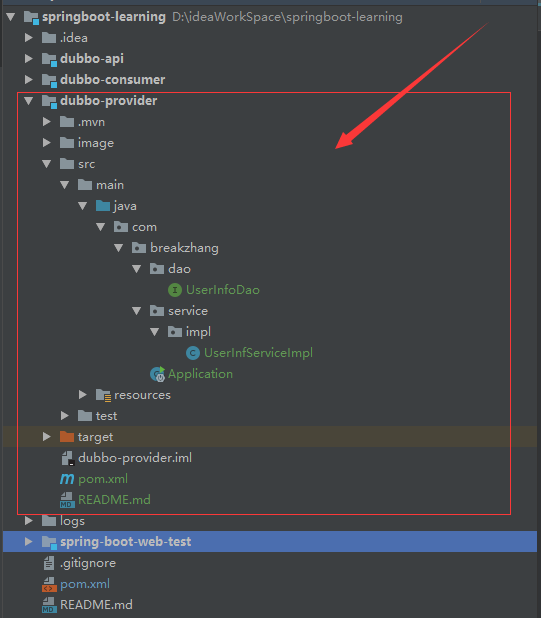 springboot-learning D:\ideaWorkSpace\springboot-learning
.idea
dubbo-api
dubbo-consumer
dubbo-provider
.mvn
image
src
main
java
com
breakzhang
dao
I UserInfoDao
service
impl
C UserInfServiceImpl
Application
resources
test
target
dubbo-provider.iml
m pom.xml
MD README.md
logs
spring-boot-web-test
.gitignore
pom.xml
MD README.md